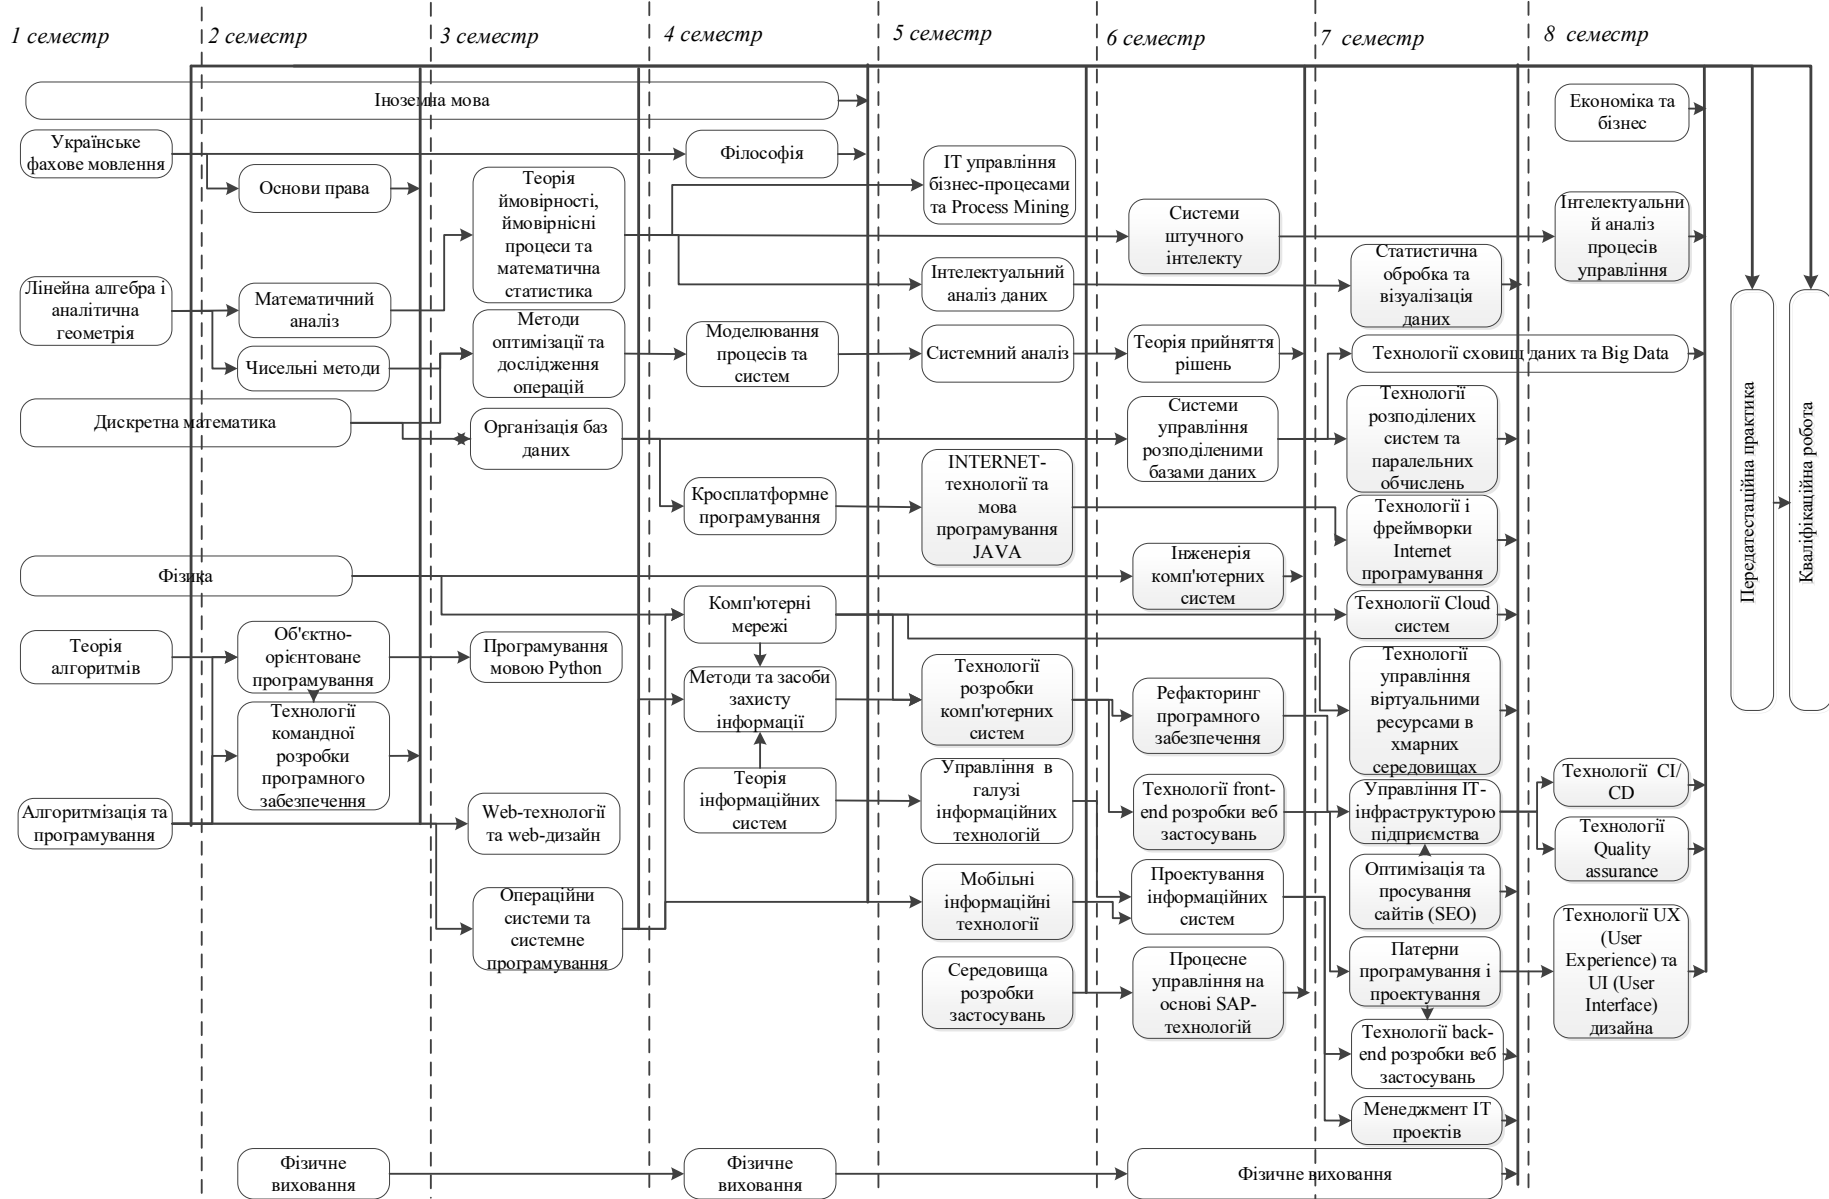 1 семестр
2 семестр
3 семестр
4 семестр
5 семестр
6 семестр
7 семестр
8 семестр
Іноземна мова
Українське
фахове мовлення
Лінейна алгебра і
аналітична
геометрія
Дискретна математика
Фізика
Теорія
алгоритмів
Алгоритмізація та
програмування
Основи права
Математичний
аналіз
Чисельні методи
Об'єктно-
орієнтоване
програмування
Технології
командної
розробки
програмного
забезпечення
Фізичне
виховання
Теорія
ймовірності,
ймовірнісні
процеси та
математична
статистика
Методи
оптимізації та
дослідження
операцій
Організація баз
даних
Програмування
мовою Python
Web-технології
та web-дизайн
Операційни
системи та
системне
програмування
Філософія
Моделювання
процесів та
систем
Кросплатформне
програмування
Комп'ютерні
мережі
Методи та засоби
захисту
інформації
Теорія
інформаційних
систем
Фізичне
виховання
ІТ управління
бізнес-процесами
та Process Mining
Інтелектуальний
аналіз даних
Системний аналіз
INTERNET-
технології та
мова
програмування
JAVA
Технології
розробки
комп'ютерних
систем
Управління в
галузі
інформаційних
технологій
Мобільні
інформаційні
технології
Середовища
розробки
застосувань
Системи
штучного
інтелекту
Теорія прийняття
рішень
Системи
управління
розподіленими
базами даних
Інженерія
комп'ютерних
систем
Рефакторинг
програмного
забезпечення
Технології front-
end розробки веб
застосувань
Проектування
інформаційних
систем
Процесне
управління на
основі SAP-
технологій
Фізичне виховання
Статистична
обробка та
візуалізація
даних
Технології сховищ даних та Big Data
Технології
розподілених
систем та
паралельних
обчислень
Технології і
фреймворки
Internet
програмування
Технології Cloud
систем
Технології
управління
віртуальними
ресурсами в
хмарних
середовищах
Управління ІТ-
інфраструктурою
підприємства
Оптимізація та
просування
сайтів (SEO)
Патерни
програмування і
проектування
Технології back-
end розробки веб
застосувань
Менеджмент ІТ
проектів
Економіка та
бізнес
Інтелектуальни
й аналіз
процесів
управління
Технології CI/
CD
Технології
Quality
assurance
Технології UX
(User
Experience) та
UI (User
Interface)
дизайна
Передатестаційна практика
Кваліфікаційна робота